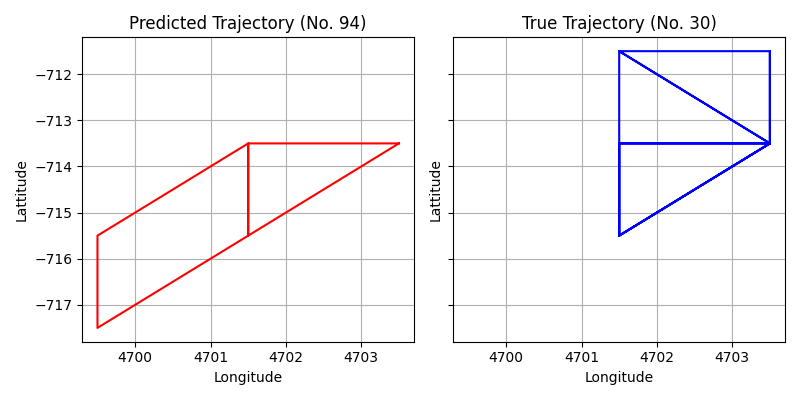 Predicted Trajectory (No. 94)
True Trajectory (No. 30)
−712
−713
−714
−715
−716
−717
Lattitude
Lattitude
4700 4701 4702 4703
4700 4701 4702 4703
Longitude
Longitude